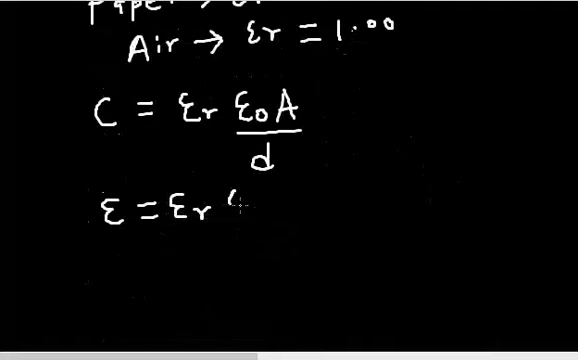 Air → εr = 1.00
C = εr ε0A
d
ε = εr